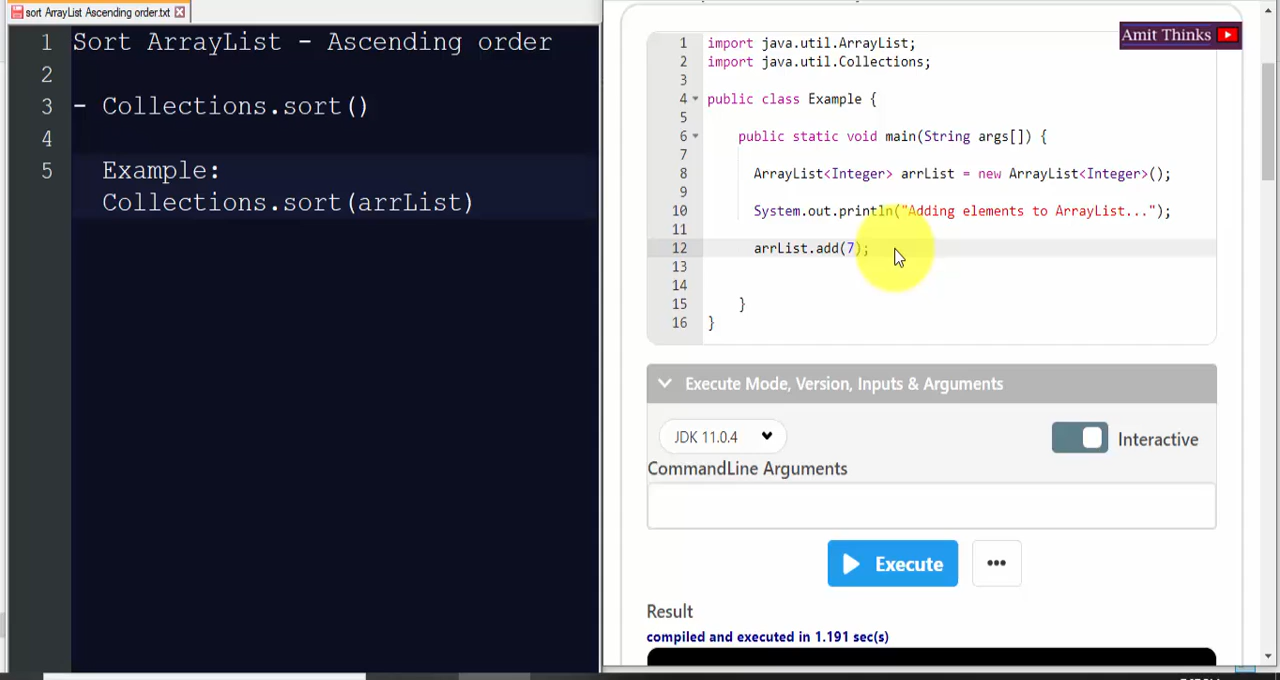 sort ArrayList Ascending order.txt
1 Sort ArrayList - Ascending order
2
3 - Collections.sort()
4
5 Example:
Collections.sort(arrList)
Amit Thinks
1 import java.util.ArrayList;
2 import java.util.Collections;
3
4 public class Example {
5
6 public static void main(String args[]) {
7
8 ArrayList<Integer> arrList = new ArrayList<Integer>();
9
10 System.out.println("Adding elements to ArrayList...");
11
12 arrList.add(7);
13
14
15 }
16 }
Execute Mode, Version, Inputs & Arguments
JDK 11.0.4
Interactive
CommandLine Arguments
Execute
Result
compiled and executed in 1.191 sec(s)